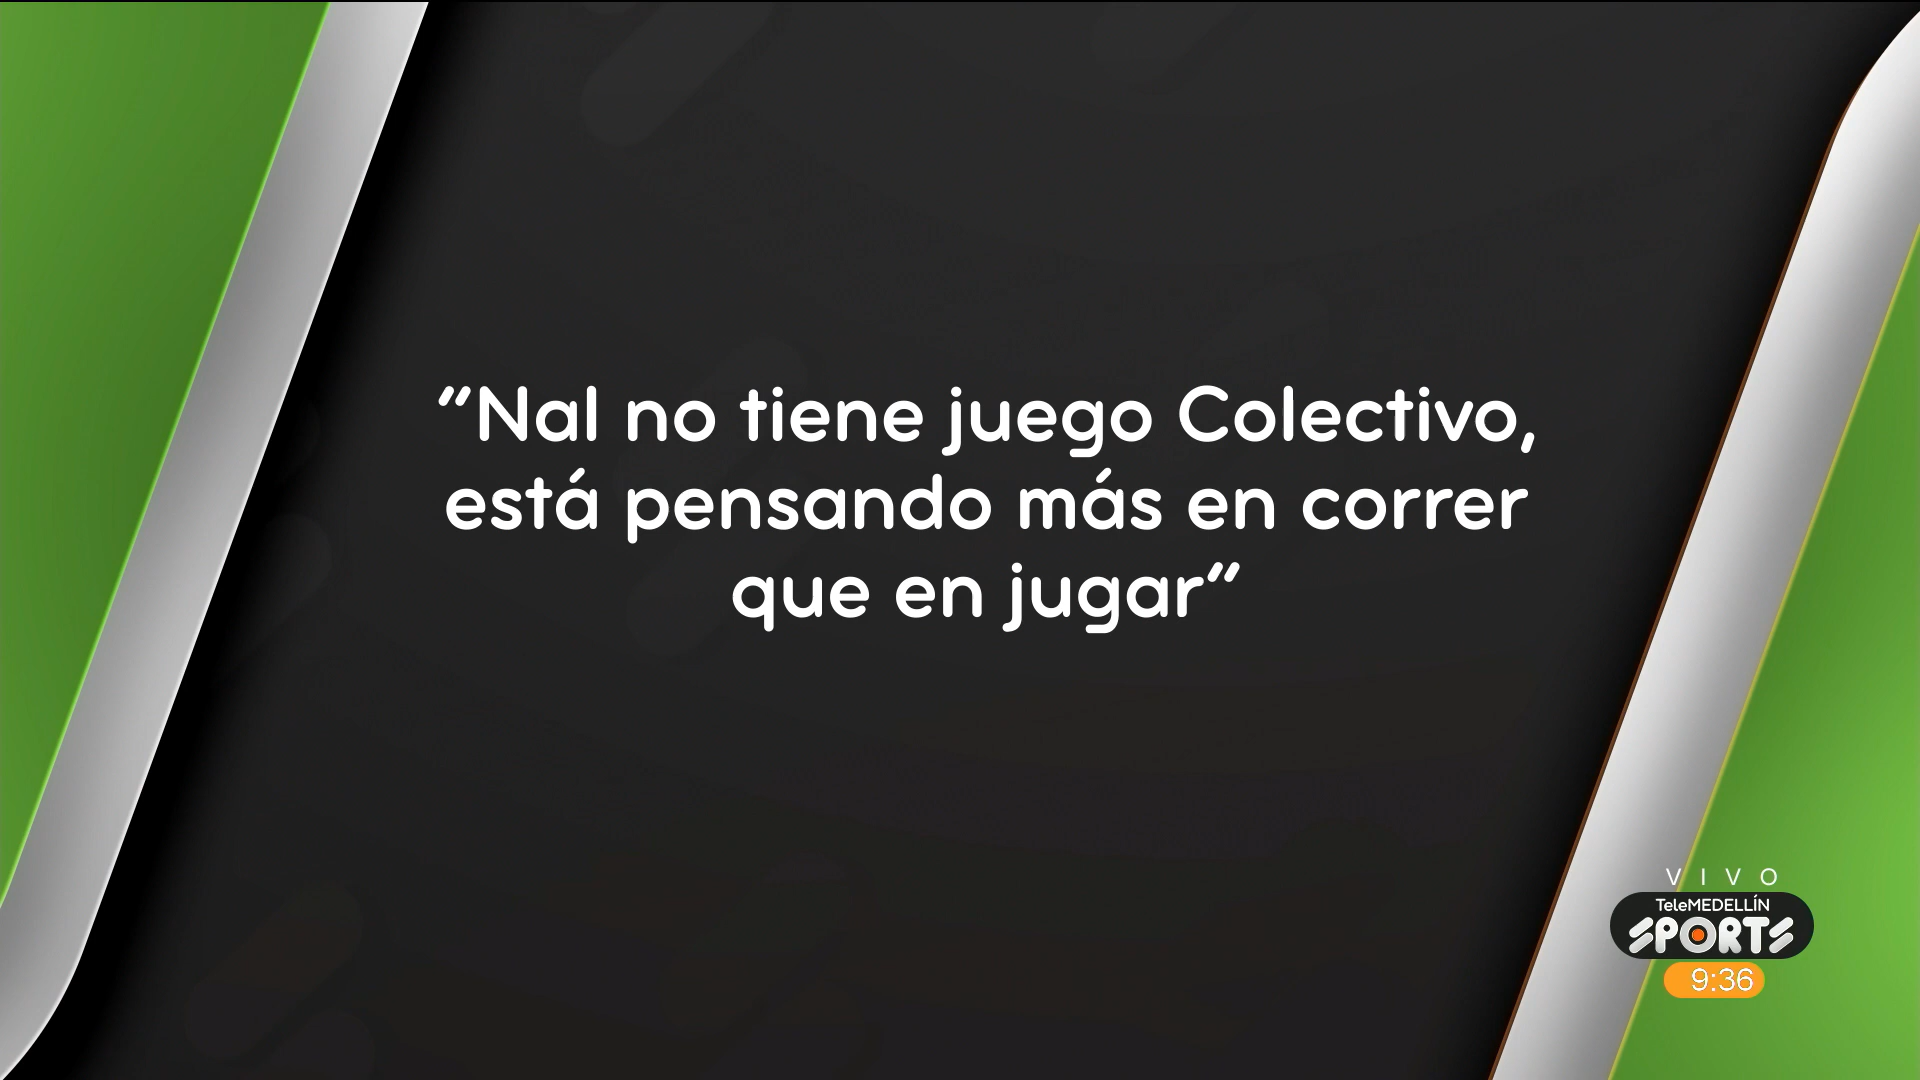 “Nal no tiene juego Colectivo,
está pensando más en correr
que en jugar”
VIVO
TeleMEDELLÍN
SPORTS
9:36